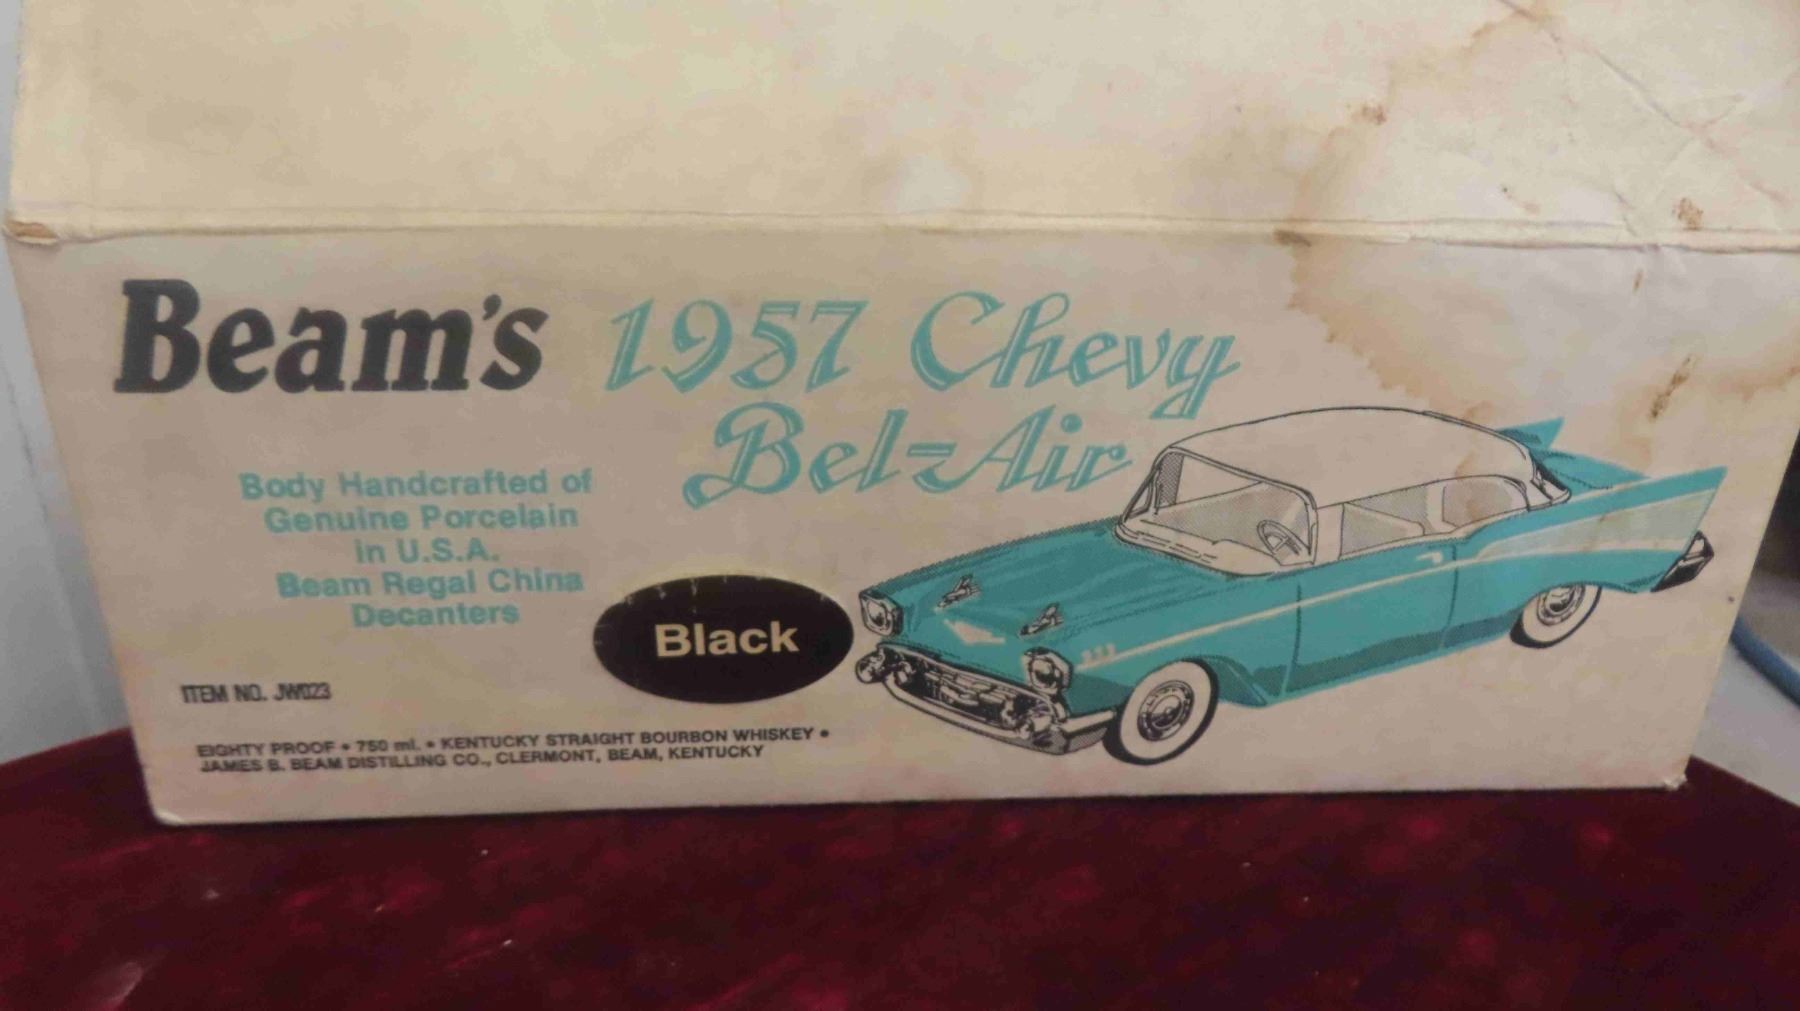 Beam's 1957 Chevy
Bel-Air
Body Handcrafted of
Genuine Porcelain
in U.S.A.
Beam Regal China
Decanters
Black
ITEM NO. JW023
EIGHTY PROOF • 750 ml. • KENTUCKY STRAIGHT BOURBON WHISKEY •
JAMES B. BEAM DISTILLING CO., CLERMONT, BEAM, KENTUCKY